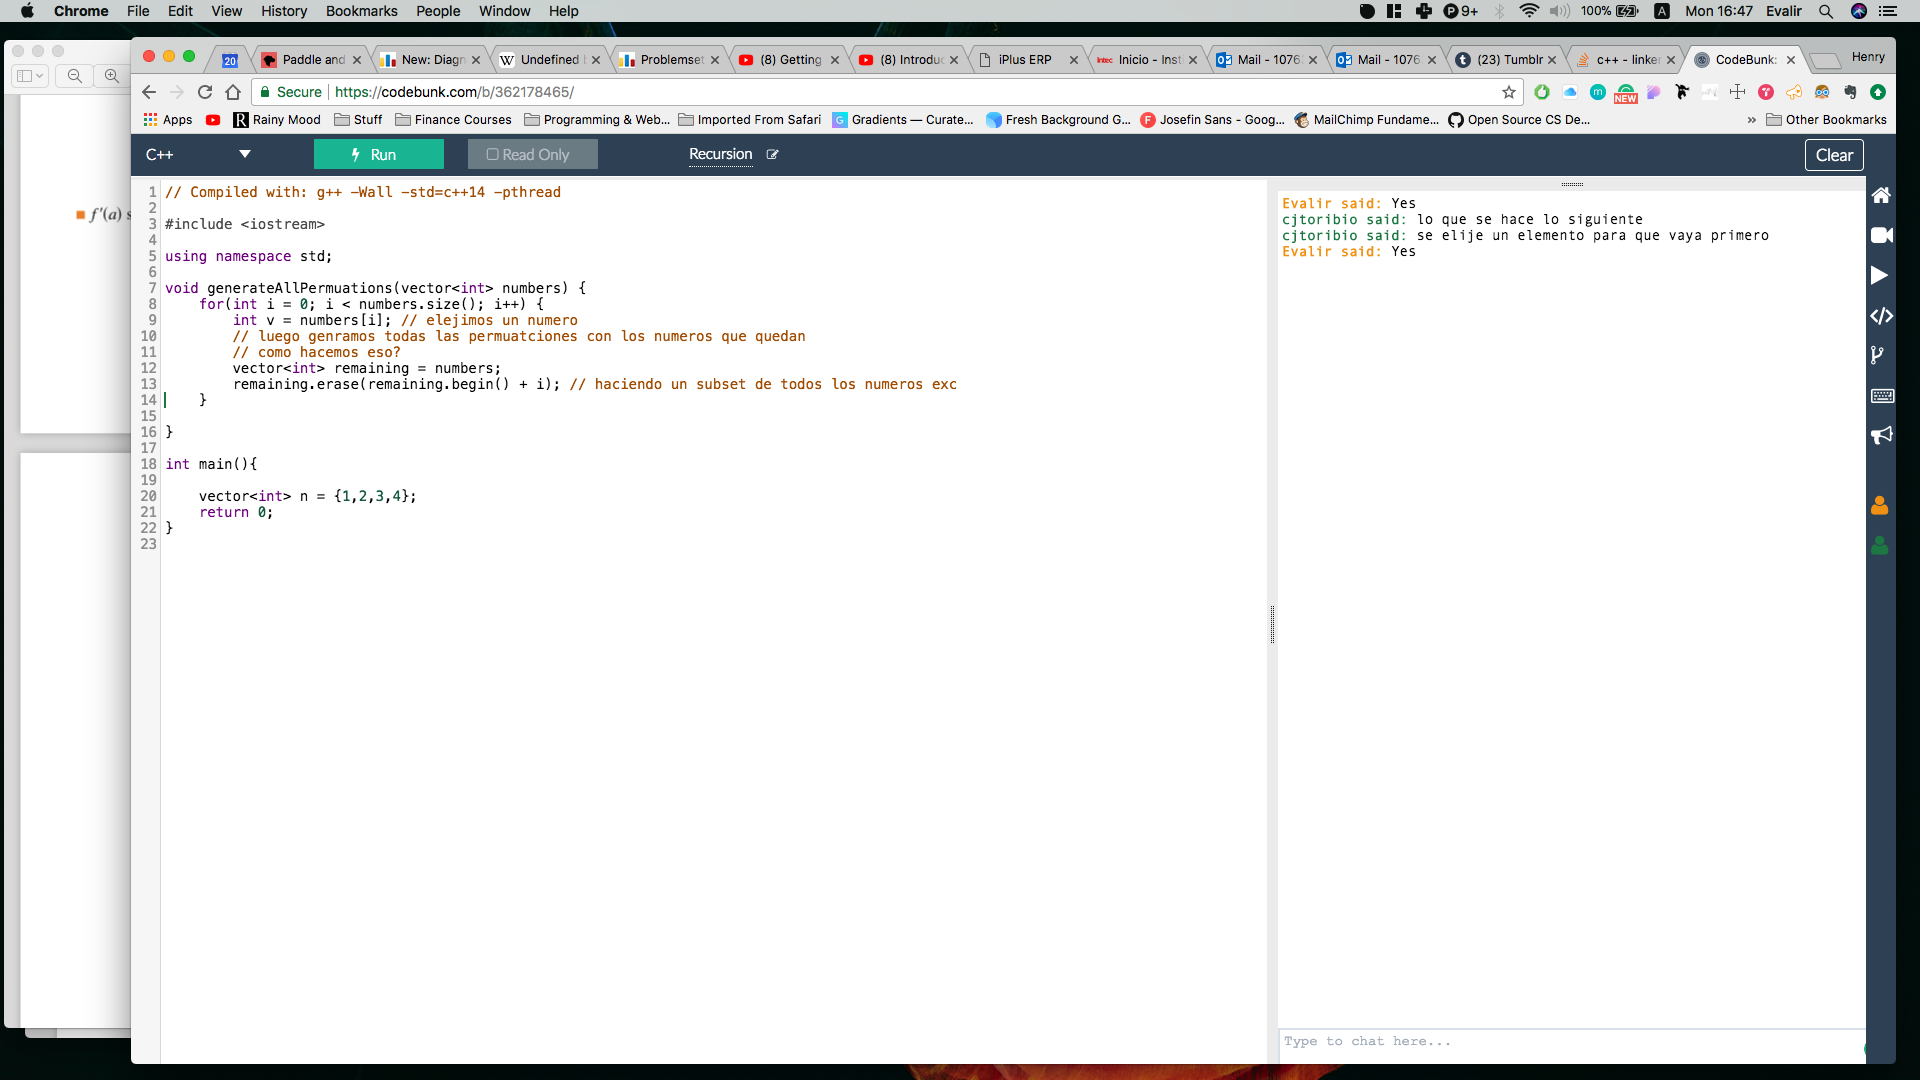 Chrome File Edit View History Bookmarks People Window Help 9+ 100% A Mon 16:47 Evalir
20 Paddle and New: Diagn Undefined Problemset (8) Getting (8) Introduc iPlus ERP Inicio - Inst Mail - 1076 Mail - 1076 (23) Tumblr c++ - linker CodeBunk: Henry
Secure https://codebunk.com/b/362178465/ NEW
Apps Rainy Mood Stuff Finance Courses Programming & Web... Imported From Safari Gradients — Curate... Fresh Background G... Josefin Sans - Goog... MailChimp Fundame... Open Source CS De... » Other Bookmarks
C++ Run Read Only Recursion Clear
f'(a) s
1 // Compiled with: g++ -Wall -std=c++14 -pthread
2
3 #include <iostream>
4
5 using namespace std;
6
7 void generateAllPermuations(vector<int> numbers) {
8 for(int i = 0; i < numbers.size(); i++) {
9 int v = numbers[i]; // elejimos un numero
10 // luego genramos todas las permuatciones con los numeros que quedan
11 // como hacemos eso?
12 vector<int> remaining = numbers;
13 remaining.erase(remaining.begin() + i); // haciendo un subset de todos los numeros exc
14 }
15
16 }
17
18 int main(){
19
20 vector<int> n = {1,2,3,4};
21 return 0;
22 }
23
Evalir said: Yes
cjtoribio said: lo que se hace lo siguiente
cjtoribio said: se elije un elemento para que vaya primero
Evalir said: Yes
Type to chat here...